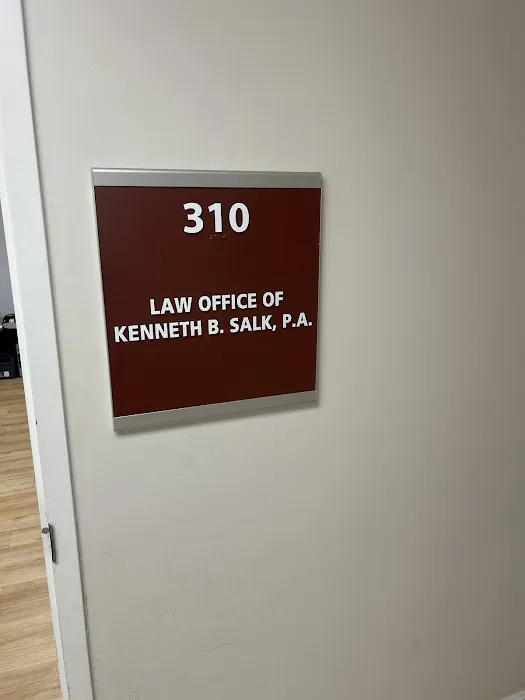 310
LAW OFFICE OF
KENNETH B. SALK, P.A.